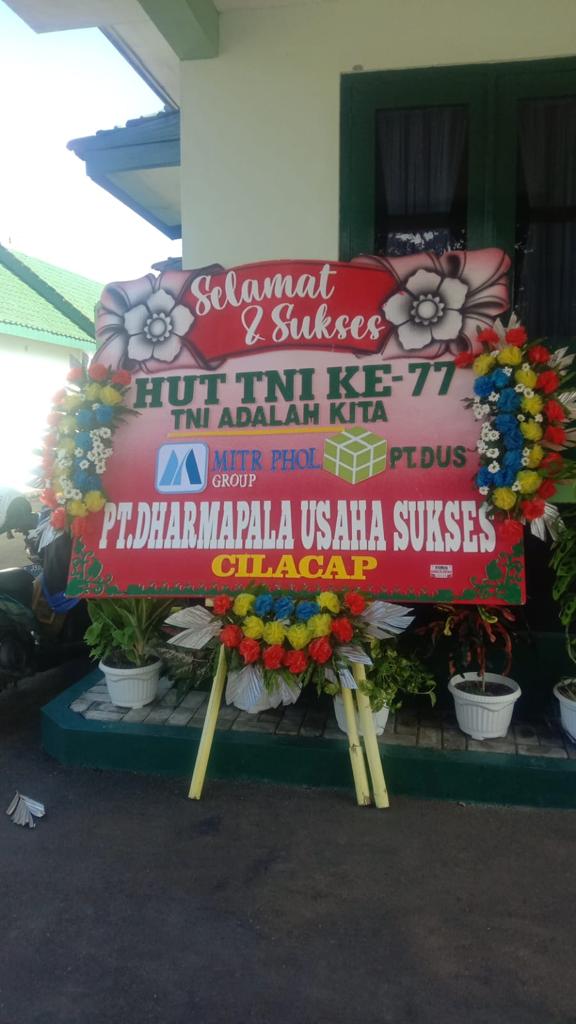 Selamat
& Sukses
HUT TNI KE-77
TNI ADALAH KITA
MITR PHOL
GROUP
PT.DUS
PT.DHARMAPALA USAHA SUKSES
CILACAP